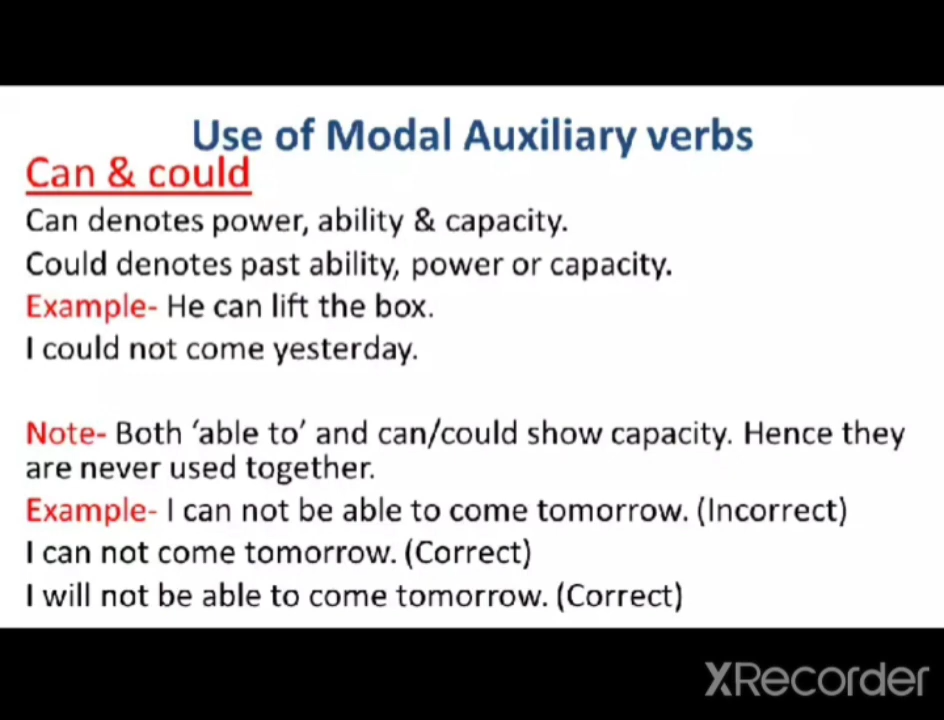 Use of Modal Auxiliary verbs
Can & could
Can denotes power, ability & capacity.
Could denotes past ability, power or capacity.
Example- He can lift the box.
I could not come yesterday.
Note- Both ‘able to’ and can/could show capacity. Hence they
are never used together.
Example- I can not be able to come tomorrow. (Incorrect)
I can not come tomorrow. (Correct)
I will not be able to come tomorrow. (Correct)
XRecorder